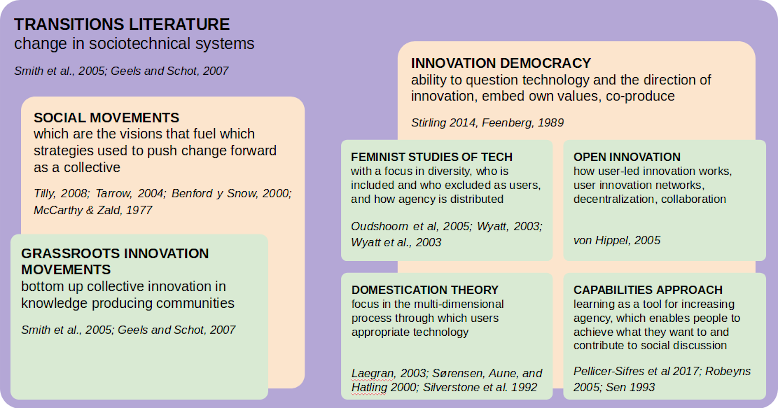 TRANSITIONS LITERATURE
change in sociotechnical systems
Smith et al., 2005; Geels and Schot, 2007
SOCIAL MOVEMENTS
which are the visions that fuel which
strategies used to push change forward
as a collective
Tilly, 2008; Tarrow, 2004; Benford y Snow, 2000;
McCarthy & Zald, 1977
GRASSROOTS INNOVATION
MOVEMENTS
bottom up collective innovation in
knowledge producing communities
Smith et al., 2005; Geels and Schot, 2007
INNOVATION DEMOCRACY
ability to question technology and the direction of
innovation, embed own values, co-produce
Stirling 2014, Feenberg, 1989
FEMINIST STUDIES OF TECH
with a focus in diversity, who is
included and who excluded as users,
and how agency is distributed
Oudshoorn et al, 2005; Wyatt, 2003;
Wyatt et al., 2003
OPEN INNOVATION
how user-led innovation works,
user innovation networks,
decentralization, collaboration
von Hippel, 2005
DOMESTICATION THEORY
focus in the multi-dimensional
process through which users
appropriate technology
Laegran, 2003; Sørensen, Aune, and
Hatling 2000; Silverstone et al. 1992
CAPABILITIES APPROACH
learning as a tool for increasing
agency, which enables people to
achieve what they want to and
contribute to social discussion
Pellicer-Sifres et al 2017; Robeyns
2005; Sen 1993